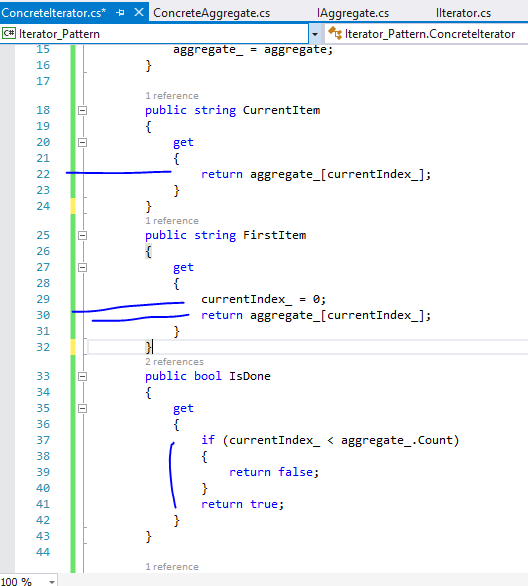 ConcreteIterator.cs* ConcreteAggregate.cs IAggregate.cs IIterator.cs
C# Iterator_Pattern Iterator_Pattern.ConcreteIterator
15 aggregate_ = aggregate;
16 }
17
1 reference
18 public string CurrentItem
19 {
20 get
21 {
22 return aggregate_[currentIndex_];
23 }
24 }
1 reference
25 public string FirstItem
26 {
27 get
28 {
29 currentIndex_ = 0;
30 return aggregate_[currentIndex_];
31 }
32 }
2 references
33 public bool IsDone
34 {
35 get
36 {
37 if (currentIndex_ < aggregate_.Count)
38 {
39 return false;
40 }
41 return true;
42 }
43 }
44
1 reference
100 %